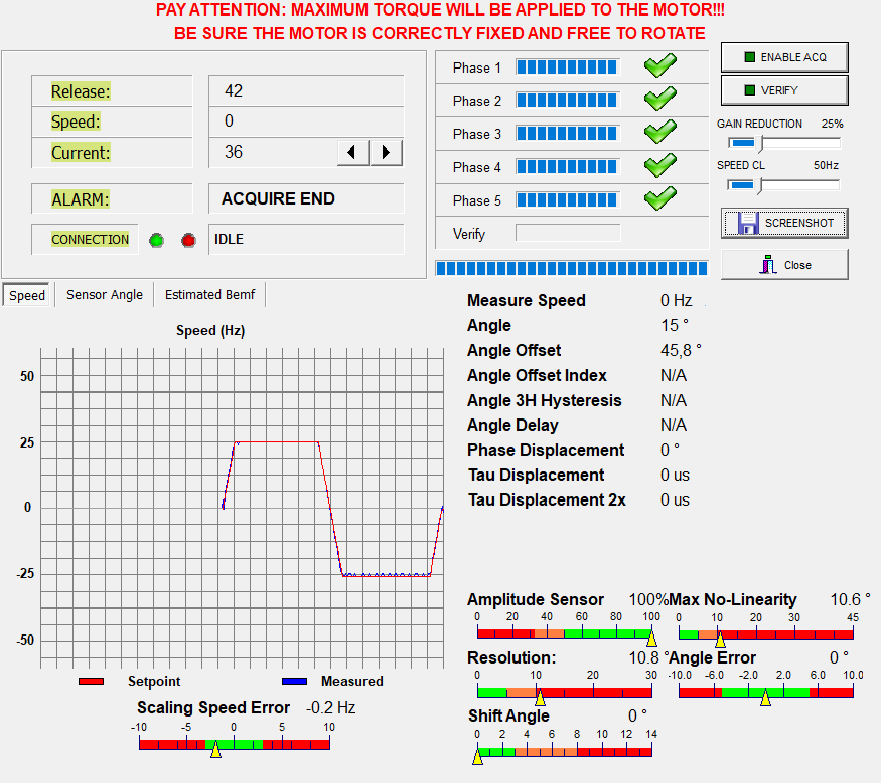 PAY ATTENTION: MAXIMUM TORQUE WILL BE APPLIED TO THE MOTOR!!!
BE SURE THE MOTOR IS CORRECTLY FIXED AND FREE TO ROTATE
Release: 42
Speed: 0
Current: 36
ALARM: ACQUIRE END
CONNECTION IDLE
Phase 1
Phase 2
Phase 3
Phase 4
Phase 5
Verify
ENABLE ACQ
VERIFY
GAIN REDUCTION 25%
SPEED CL 50Hz
SCREENSHOT
Close
Speed Sensor Angle Estimated Bemf
Speed (Hz)
50
25
0
-25
-50
Setpoint Measured
Scaling Speed Error -0.2 Hz
-10 -5 0 5 10
Measure Speed 0 Hz
Angle 15 °
Angle Offset 45,8 °
Angle Offset Index N/A
Angle 3H Hysteresis N/A
Angle Delay N/A
Phase Displacement 0 °
Tau Displacement 0 us
Tau Displacement 2x 0 us
Amplitude Sensor 100%
0 20 40 60 80 100
Max No-Linearity 10.6 °
0 10 20 30 45
Resolution: 10.8 °
0 10 20 30
Angle Error 0 °
-10.0 -6.0 -2.0 2.0 6.0 10.0
Shift Angle 0 °
0 2 4 6 8 10 12 14